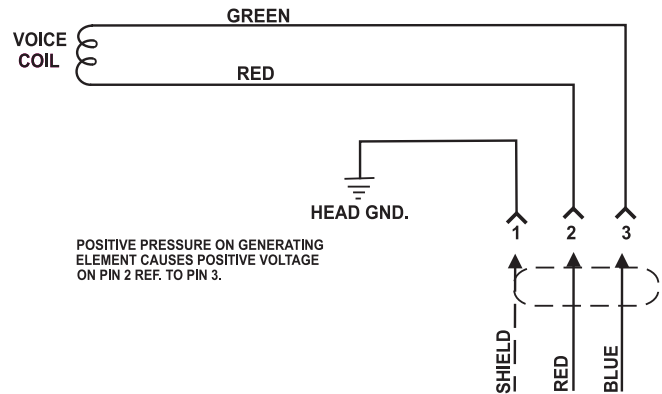 GREEN
VOICE
COIL
RED
HEAD GND.
1 2 3
POSITIVE PRESSURE ON GENERATING
ELEMENT CAUSES POSITIVE VOLTAGE
ON PIN 2 REF. TO PIN 3.
SHIELD
RED
BLUE